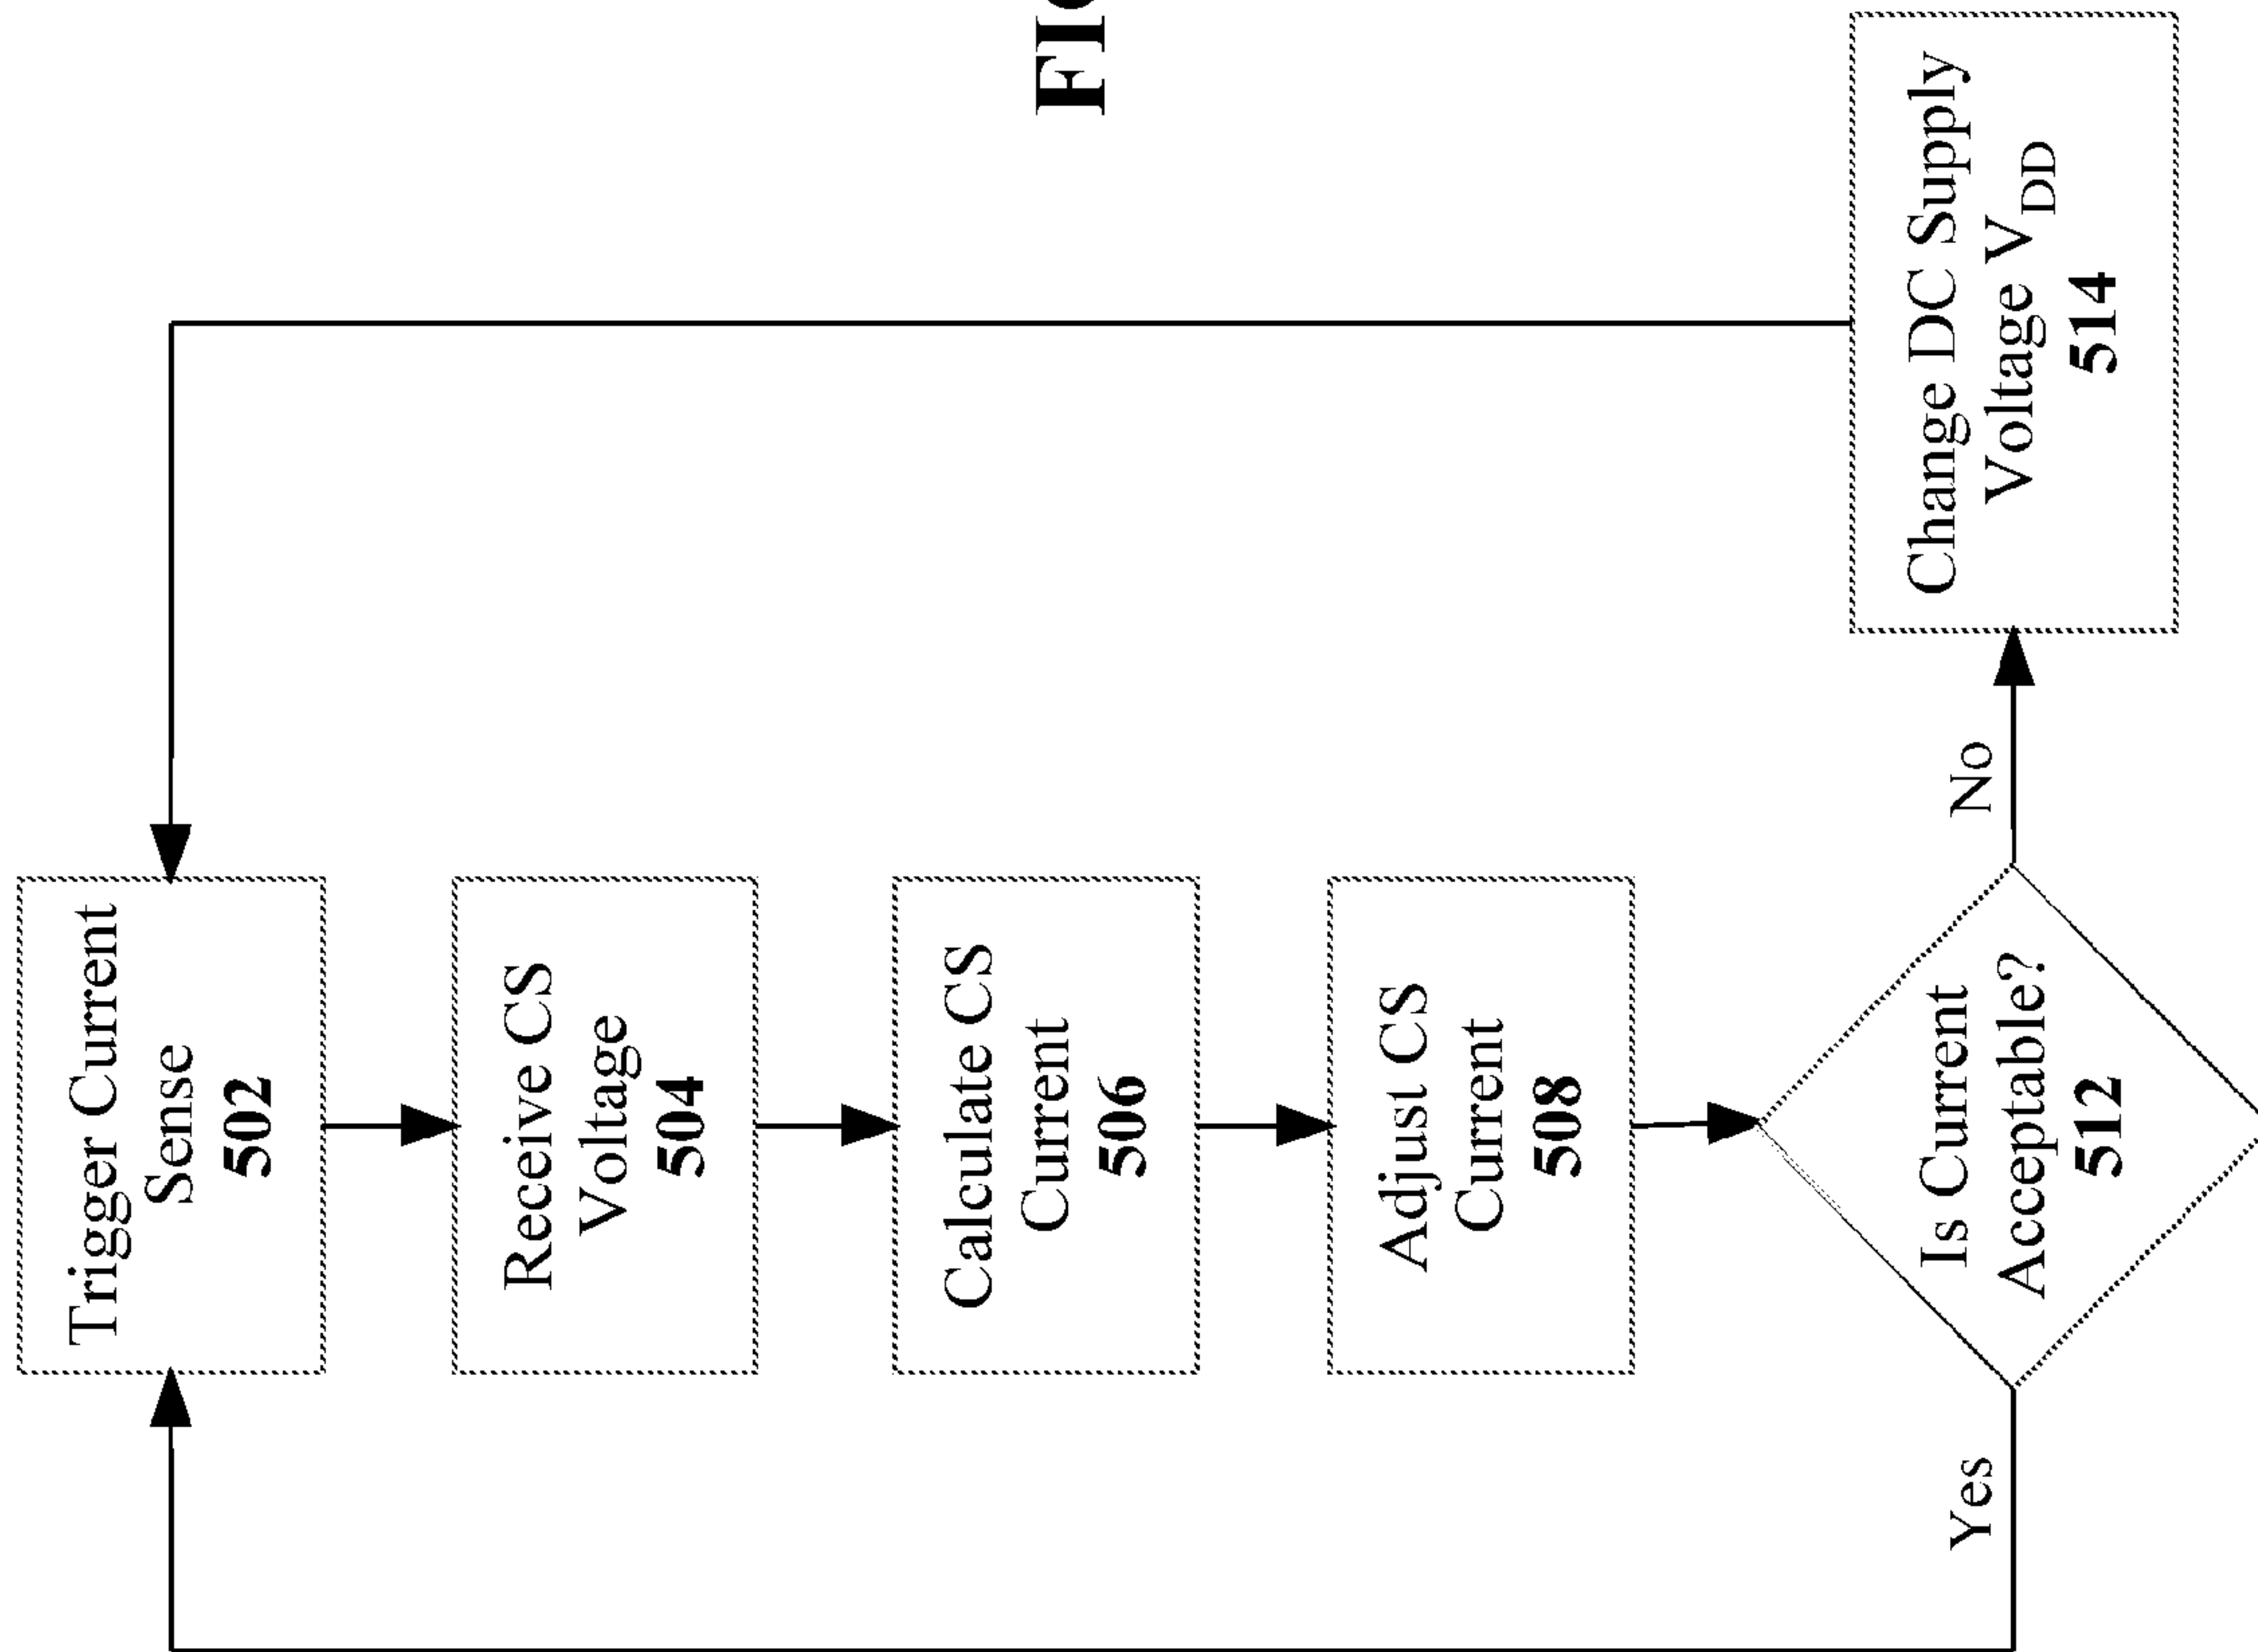 Trigger Current
Sense
502
Receive CS
Voltage
504
Calculate CS
Current
506
Adjust CS
Current
508
Is Current
Acceptable?
512
Yes
No
Change DC Supply
Voltage V_DD
514